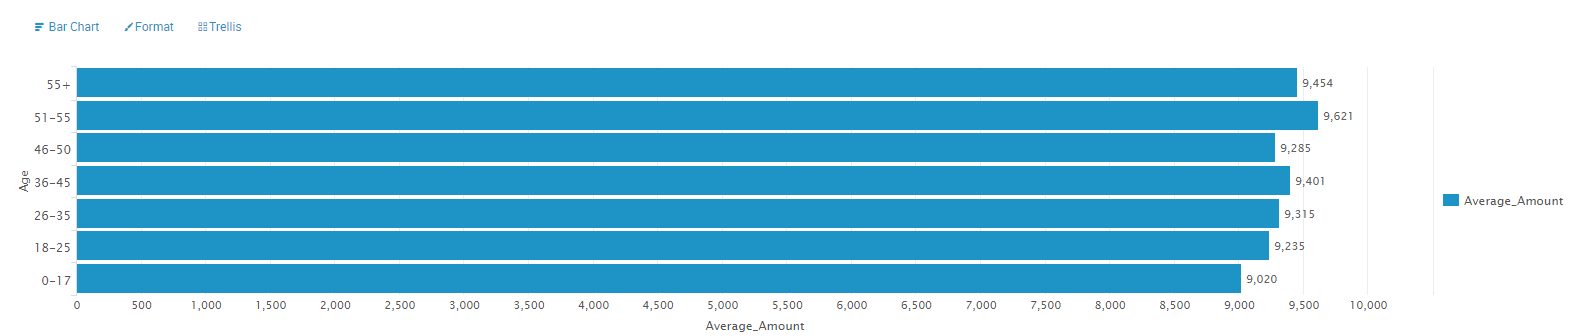 Bar Chart Format Trellis
55+ 9,454
51-55 9,621
46-50 9,285
Age
36-45 9,401
26-35 9,315
18-25 9,235
0-17 9,020
Average_Amount
0 500 1,000 1,500 2,000 2,500 3,000 3,500 4,000 4,500 5,000 5,500 6,000 6,500 7,000 7,500 8,000 8,500 9,000 9,500 10,000
Average_Amount